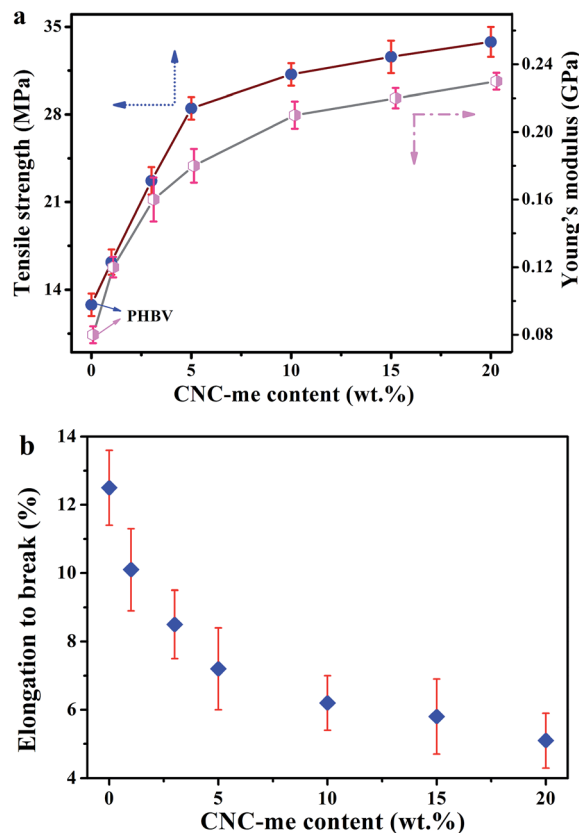 a
35
28
21
14
Tensile strength (MPa)
0.24
0.20
0.16
0.12
0.08
Young's modulus (GPa)
PHBV
0 5 10 15 20
CNC-me content (wt.%)
b
14
12
10
8
6
4
Elongation to break (%)
0 5 10 15 20
CNC-me content (wt.%)